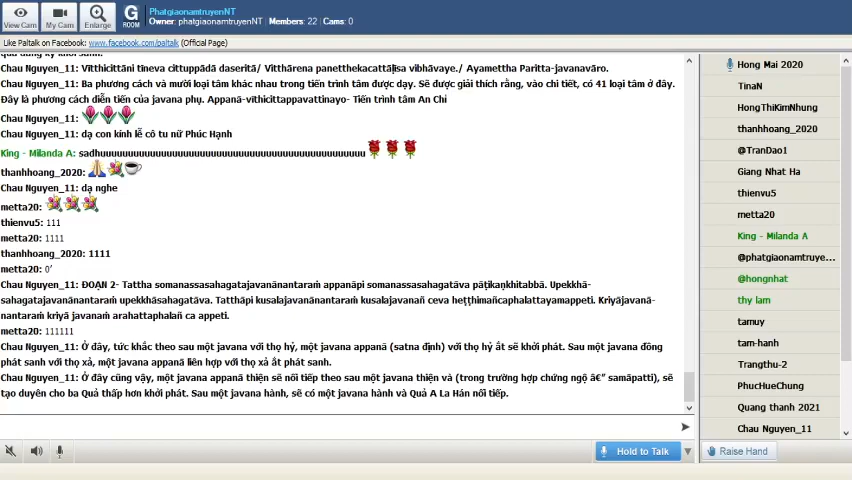 View Cam
My Cam
Enlarge
G
ROOM
PhatgiaonamtruyenNT
Owner: phatgiaonamtruyenNT | Members: 22 | Cams: 0
Like Paltalk on Facebook: www.facebook.com/paltalk (Official Page)
Chau Nguyen_11: Vitthicittāni tīneva cittuppādā daseritā/ Vitthārena panetthekacattāḷīsa vibhāvaye./ Ayamettha Paritta-javanavāro.
Chau Nguyen_11: Ba phương cách và mười loại tâm khác nhau trong tiến trình tâm được dạy. Sẽ được giải thích rằng, vào chi tiết, có 41 loại tâm ở đây.
Đây là phương cách diễn tiến của javana phụ. Appanā-vithicittappavattinayo- Tiến trình tâm An Chỉ
Chau Nguyen_11:
Chau Nguyen_11: dạ con kính lễ cô tu nữ Phúc Hạnh
King - Milanda A: sadhuuuuuuuuuuuuuuuuuuuuuuuuuuuuuuuuuuuuuuuuuuuuuu
thanhhoang_2020:
Chau Nguyen_11: dạ nghe
metta20:
thienvu5: 111
metta20: 1111
thanhhoang_2020: 1111
metta20: 0’
Chau Nguyen_11: ĐOẠN 2- Tattha somanassasahagatajavanānantaraṁ appanāpi somanassasahagatāva pāṭikaṇkhitabbā. Upekkhā-
sahagatajavanānantaraṁ upekkhāsahagatāva. Tatthāpi kusalajavanānantaraṁ kusalajavanañ ceva heṭṭhimañcaphalattayamappeti. Kriyājavanā-
nantaraṁ kriyā javanaṁ arahattaphalañ ca appeti.
metta20: 111111
Chau Nguyen_11: Ở đây, tức khắc theo sau một javana với thọ hỷ, một javana appanā (satna định) với thọ hỷ ắt sẽ khởi phát. Sau một javana đồng
phát sanh với thọ xả, một javana appanā liên hợp với thọ xả ắt phát sanh.
Chau Nguyen_11: Ở đây cũng vậy, một javana appanā thiện sẽ nối tiếp theo sau một javana thiện và (trong trường hợp chứng ngộ â€” samāpatti), sẽ
tạo duyên cho ba Quả thấp hơn khởi phát. Sau một javana hành, sẽ có một javana hành và Quả A La Hán nối tiếp.
Hold to Talk
Hong Mai 2020
TinaN
HongThiKimNhung
thanhhoang_2020
@TranDao1
Giang Nhat Ha
thienvu5
metta20
King - Milanda A
@phatgiaonamtruye...
@hongnhat
thy lam
tamuy
tam-hanh
Trangthu-2
PhucHueChung
Quang thanh 2021
Chau Nguyen_11
Raise Hand